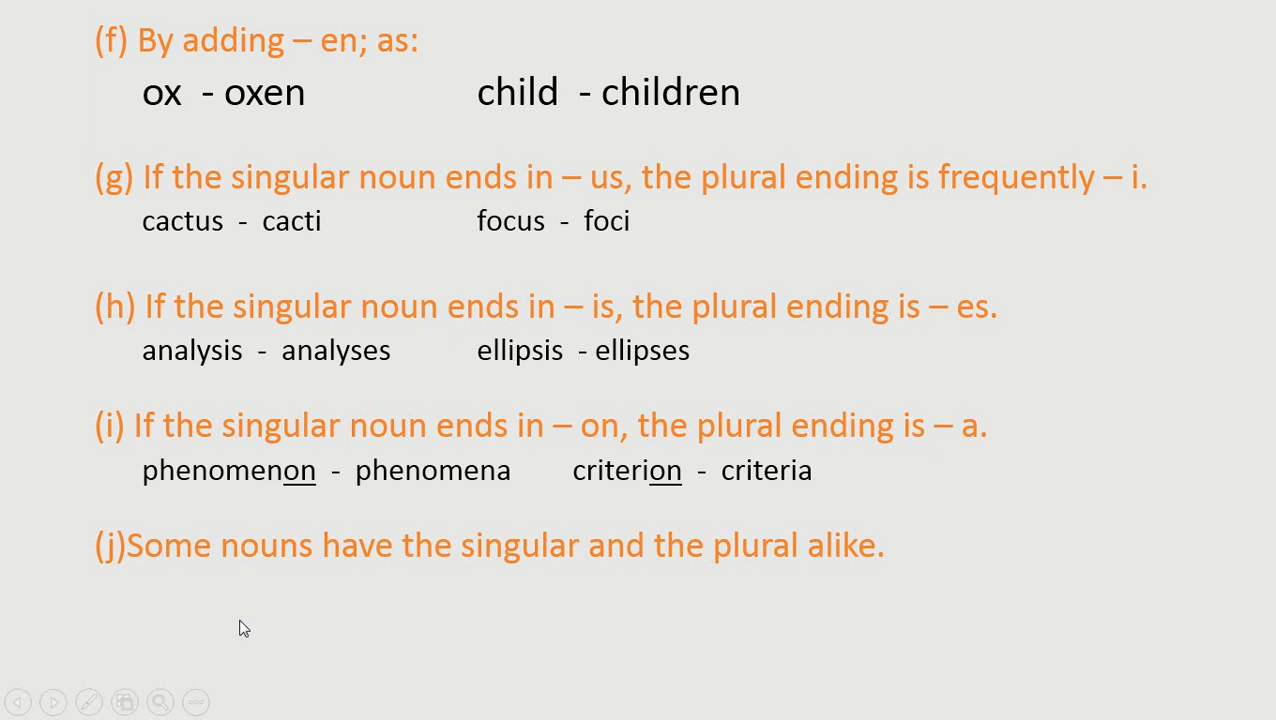 (f) By adding – en; as:
ox - oxen child - children
(g) If the singular noun ends in – us, the plural ending is frequently – i.
cactus - cacti focus - foci
(h) If the singular noun ends in – is, the plural ending is – es.
analysis - analyses ellipsis - ellipses
(i) If the singular noun ends in – on, the plural ending is – a.
phenomenon - phenomena criterion - criteria
(j)Some nouns have the singular and the plural alike.